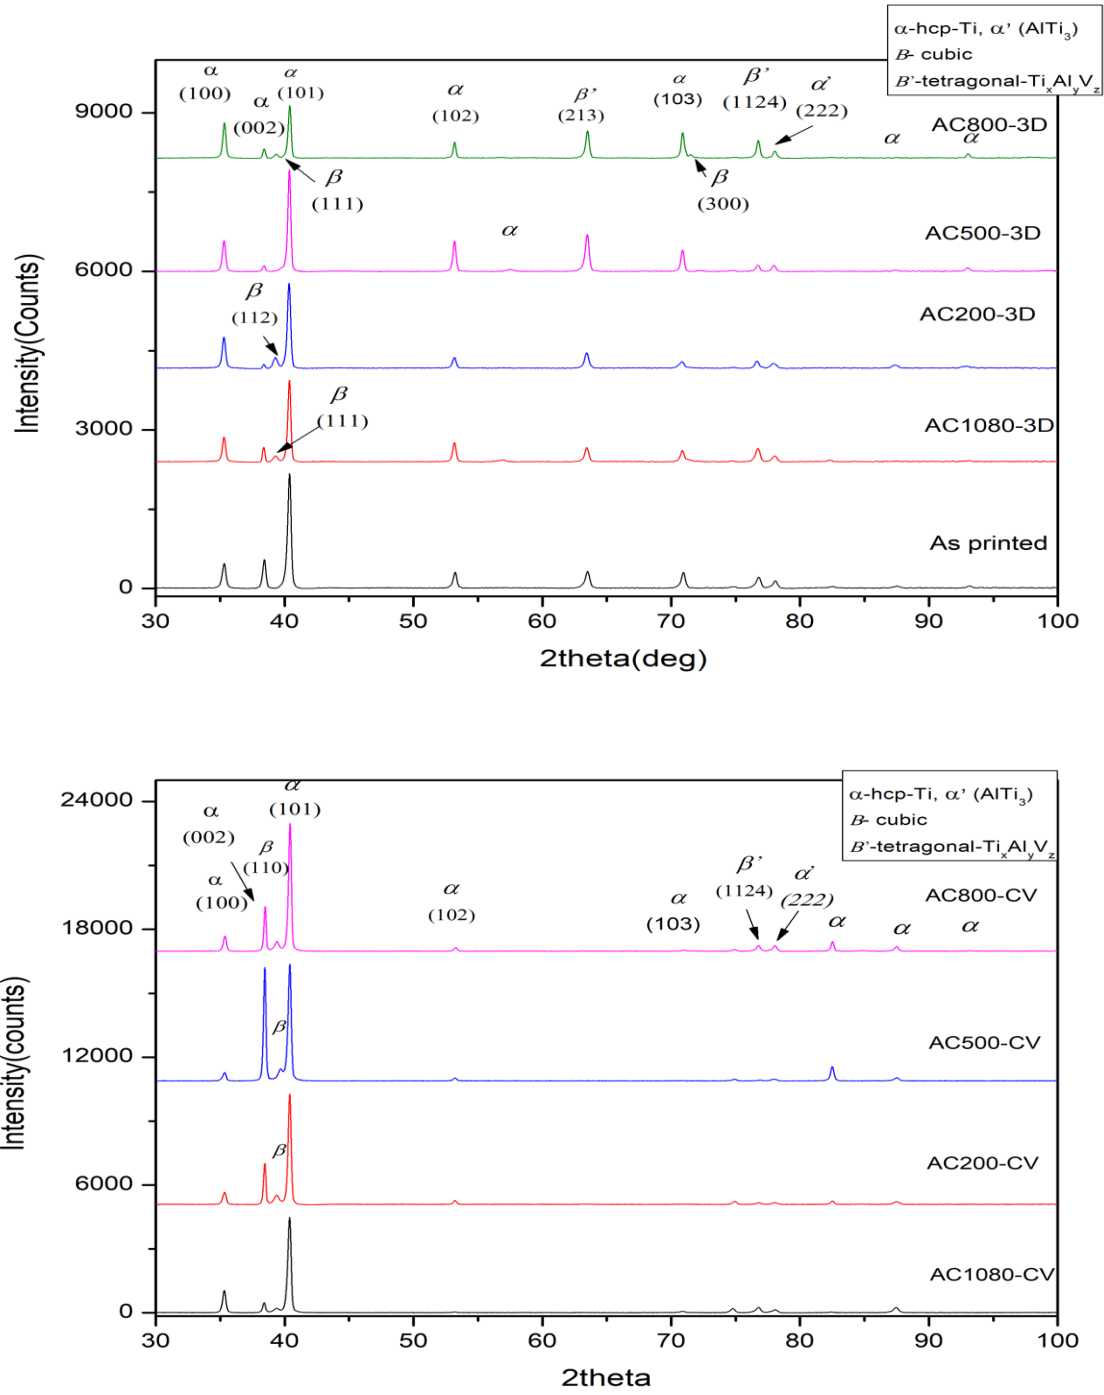 α-hcp-Ti, α' (AlTi₃)
B- cubic
B'-tetragonal-TiₓAlᵧV_z
α
(100)
α
(002)
α
(101)
α
(102)
β'
(213)
α
(103)
β'
(1124)
α'
(222)
AC800-3D
α
α
β
(111)
β
(300)
AC500-3D
α
β
(112)
AC200-3D
β
(111)
AC1080-3D
As printed
9000
6000
3000
0
Intensity(Counts)
30 40 50 60 70 80 90 100
2theta(deg)
α-hcp-Ti, α' (AlTi₃)
B- cubic
B'-tetragonal-TiₓAlᵧV_z
α
(101)
α
(002)
β
(110)
α
(100)
α
(102)
α
(103)
β'
(1124)
α'
(222)
AC800-CV
α
α
α
β
AC500-CV
β
AC200-CV
AC1080-CV
24000
18000
12000
6000
0
Intensity(counts)
30 40 50 60 70 80 90 100
2theta